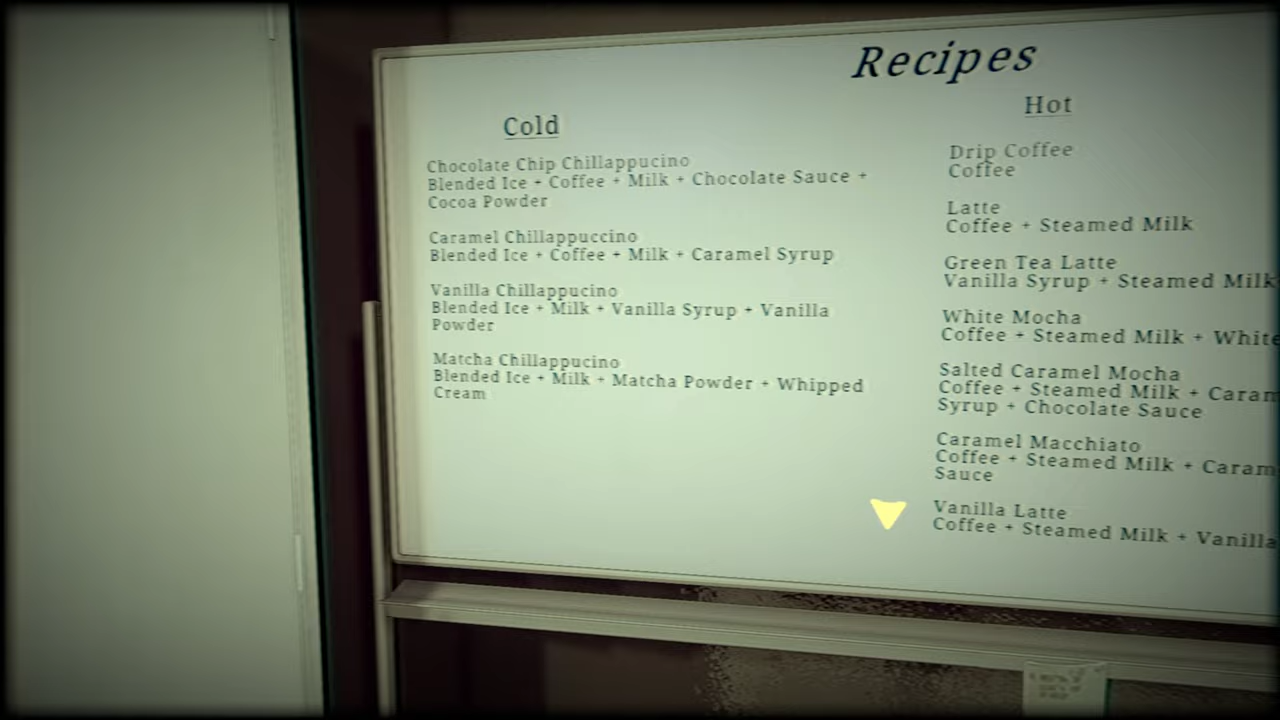 Recipes
Cold
Chocolate Chip Chillappucino
Blended Ice + Coffee + Milk + Chocolate Sauce +
Cocoa Powder
Caramel Chillappuccino
Blended Ice + Coffee + Milk + Caramel Syrup
Vanilla Chillappucino
Blended Ice + Milk + Vanilla Syrup + Vanilla
Powder
Matcha Chillappucino
Blended Ice + Milk + Matcha Powder + Whipped
Cream
Hot
Drip Coffee
Coffee
Latte
Coffee + Steamed Milk
Green Tea Latte
Vanilla Syrup + Steamed Milk
White Mocha
Coffee + Steamed Milk + White
Salted Caramel Mocha
Coffee + Steamed Milk + Caram
Syrup + Chocolate Sauce
Caramel Macchiato
Coffee + Steamed Milk + Caram
Sauce
Vanilla Latte
Coffee + Steamed Milk + Vanilla